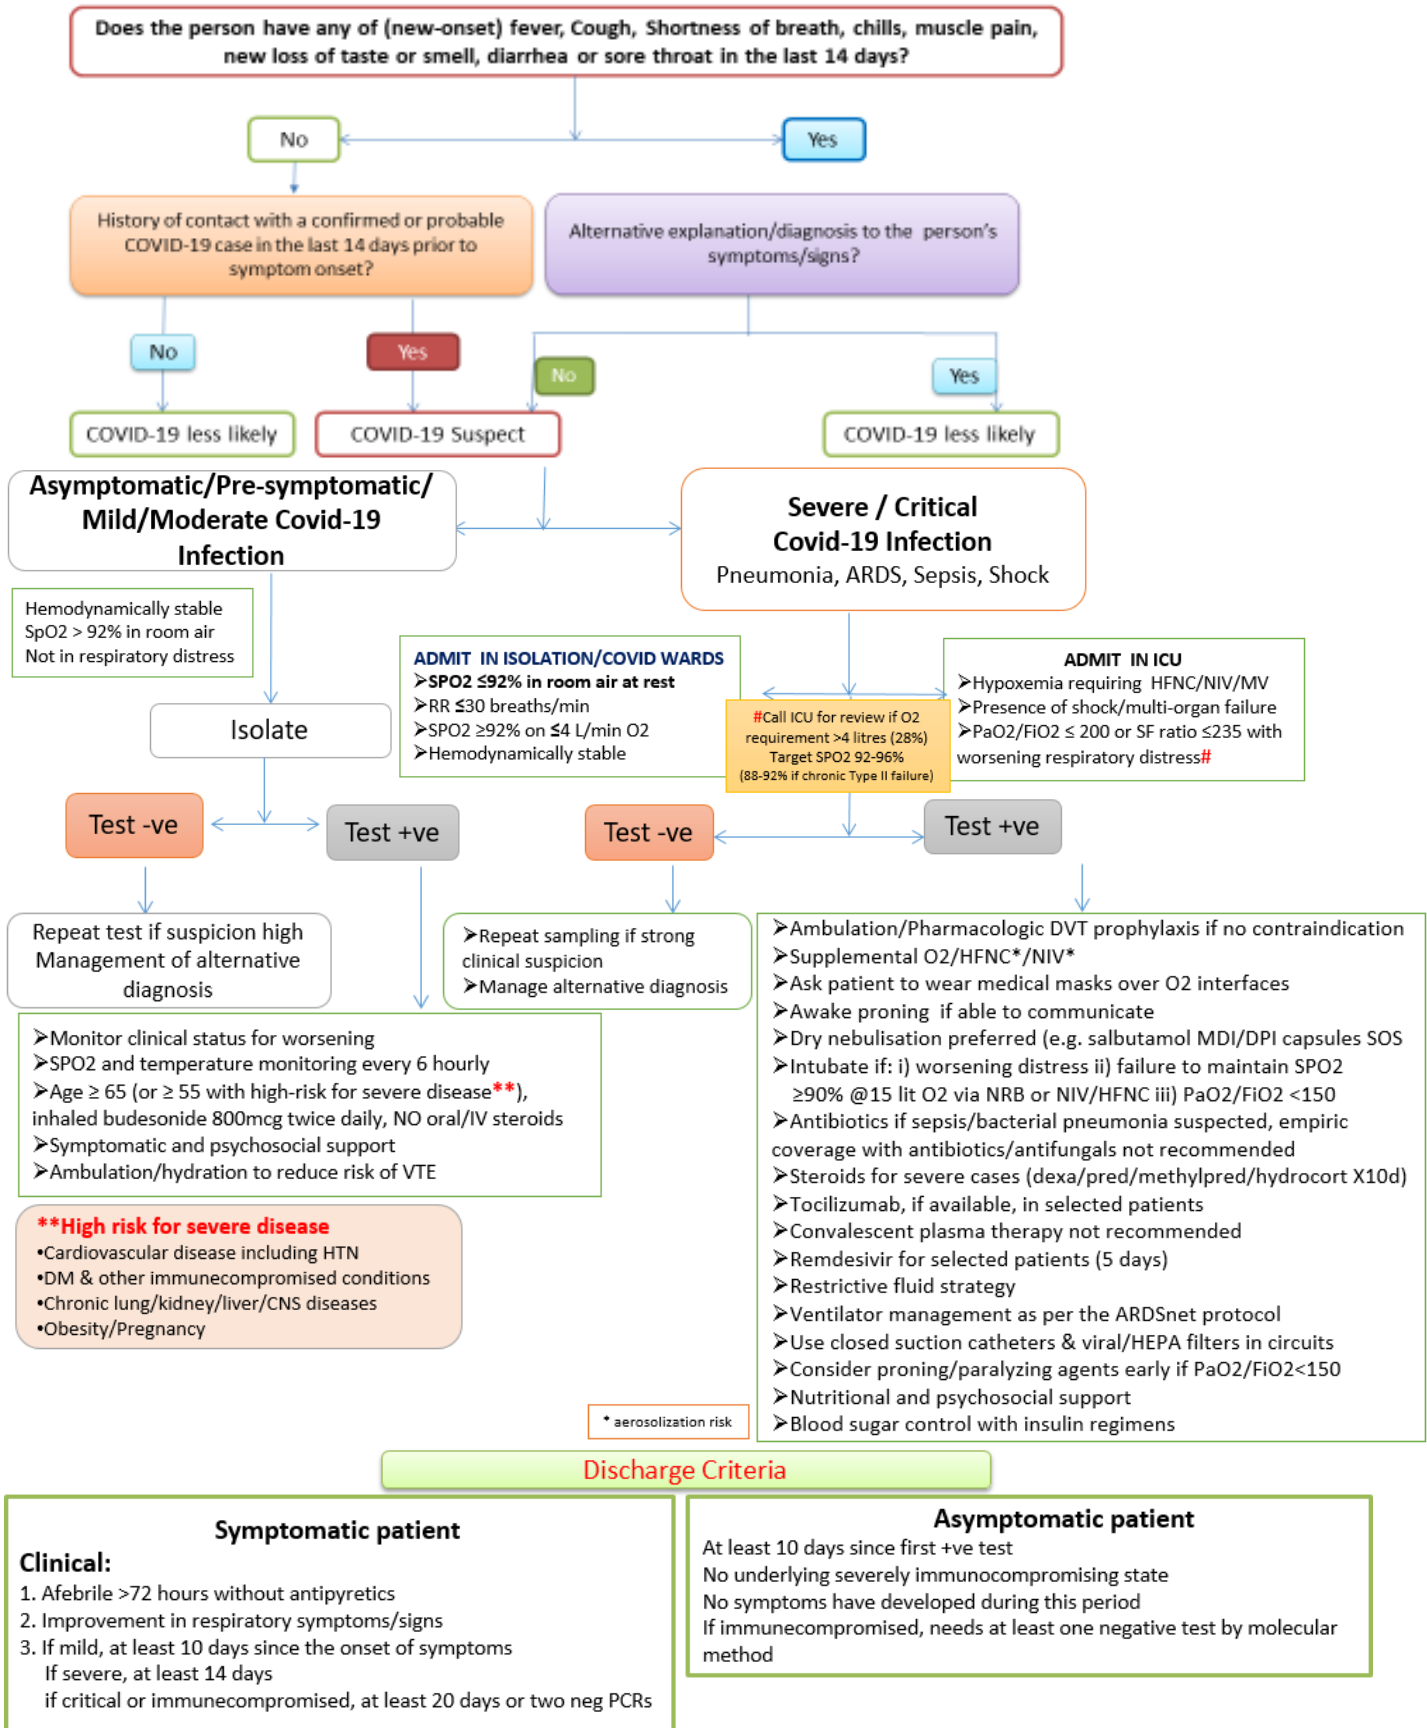 Does the person have any of (new-onset) fever, Cough, Shortness of breath, chills, muscle pain,
new loss of taste or smell, diarrhea or sore throat in the last 14 days?
No
Yes
History of contact with a confirmed or probable
COVID-19 case in the last 14 days prior to
symptom onset?
Alternative explanation/diagnosis to the person's
symptoms/signs?
No
Yes
No
Yes
COVID-19 less likely
COVID-19 Suspect
COVID-19 less likely
Asymptomatic/Pre-symptomatic/
Mild/Moderate Covid-19
Infection
Severe / Critical
Covid-19 Infection
Pneumonia, ARDS, Sepsis, Shock
Hemodynamically stable
SpO2 > 92% in room air
Not in respiratory distress
ADMIT IN ISOLATION/COVID WARDS
➢SPO2 ≤92% in room air at rest
➢RR ≤30 breaths/min
➢SPO2 ≥92% on ≤4 L/min O2
➢Hemodynamically stable
#Call ICU for review if O2
requirement >4 litres (28%)
Target SPO2 92-96%
(88-92% if chronic Type II failure)
ADMIT IN ICU
➢Hypoxemia requiring HFNC/NIV/MV
➢Presence of shock/multi-organ failure
➢PaO2/FiO2 ≤ 200 or SF ratio ≤235 with
worsening respiratory distress#
Isolate
Test -ve
Test +ve
Test -ve
Test +ve
Repeat test if suspicion high
Management of alternative
diagnosis
➢Repeat sampling if strong
clinical suspicion
➢Manage alternative diagnosis
➢Monitor clinical status for worsening
➢SPO2 and temperature monitoring every 6 hourly
➢Age ≥ 65 (or ≥ 55 with high-risk for severe disease**),
inhaled budesonide 800mcg twice daily, NO oral/IV steroids
➢Symptomatic and psychosocial support
➢Ambulation/hydration to reduce risk of VTE
**High risk for severe disease
•Cardiovascular disease including HTN
•DM & other immunecompromised conditions
•Chronic lung/kidney/liver/CNS diseases
•Obesity/Pregnancy
➢Ambulation/Pharmacologic DVT prophylaxis if no contraindication
➢Supplemental O2/HFNC*/NIV*
➢Ask patient to wear medical masks over O2 interfaces
➢Awake proning if able to communicate
➢Dry nebulisation preferred (e.g. salbutamol MDI/DPI capsules SOS
➢Intubate if: i) worsening distress ii) failure to maintain SPO2
≥90% @15 lit O2 via NRB or NIV/HFNC iii) PaO2/FiO2 <150
➢Antibiotics if sepsis/bacterial pneumonia suspected, empiric
coverage with antibiotics/antifungals not recommended
➢Steroids for severe cases (dexa/pred/methylpred/hydrocort X10d)
➢Tocilizumab, if available, in selected patients
➢Convalescent plasma therapy not recommended
➢Remdesivir for selected patients (5 days)
➢Restrictive fluid strategy
➢Ventilator management as per the ARDSnet protocol
➢Use closed suction catheters & viral/HEPA filters in circuits
➢Consider proning/paralyzing agents early if PaO2/FiO2<150
➢Nutritional and psychosocial support
➢Blood sugar control with insulin regimens
* aerosolization risk
Discharge Criteria
Symptomatic patient
Clinical:
1. Afebrile >72 hours without antipyretics
2. Improvement in respiratory symptoms/signs
3. If mild, at least 10 days since the onset of symptoms
If severe, at least 14 days
if critical or immunecompromised, at least 20 days or two neg PCRs
Asymptomatic patient
At least 10 days since first +ve test
No underlying severely immunocompromising state
No symptoms have developed during this period
If immunecompromised, needs at least one negative test by molecular
method